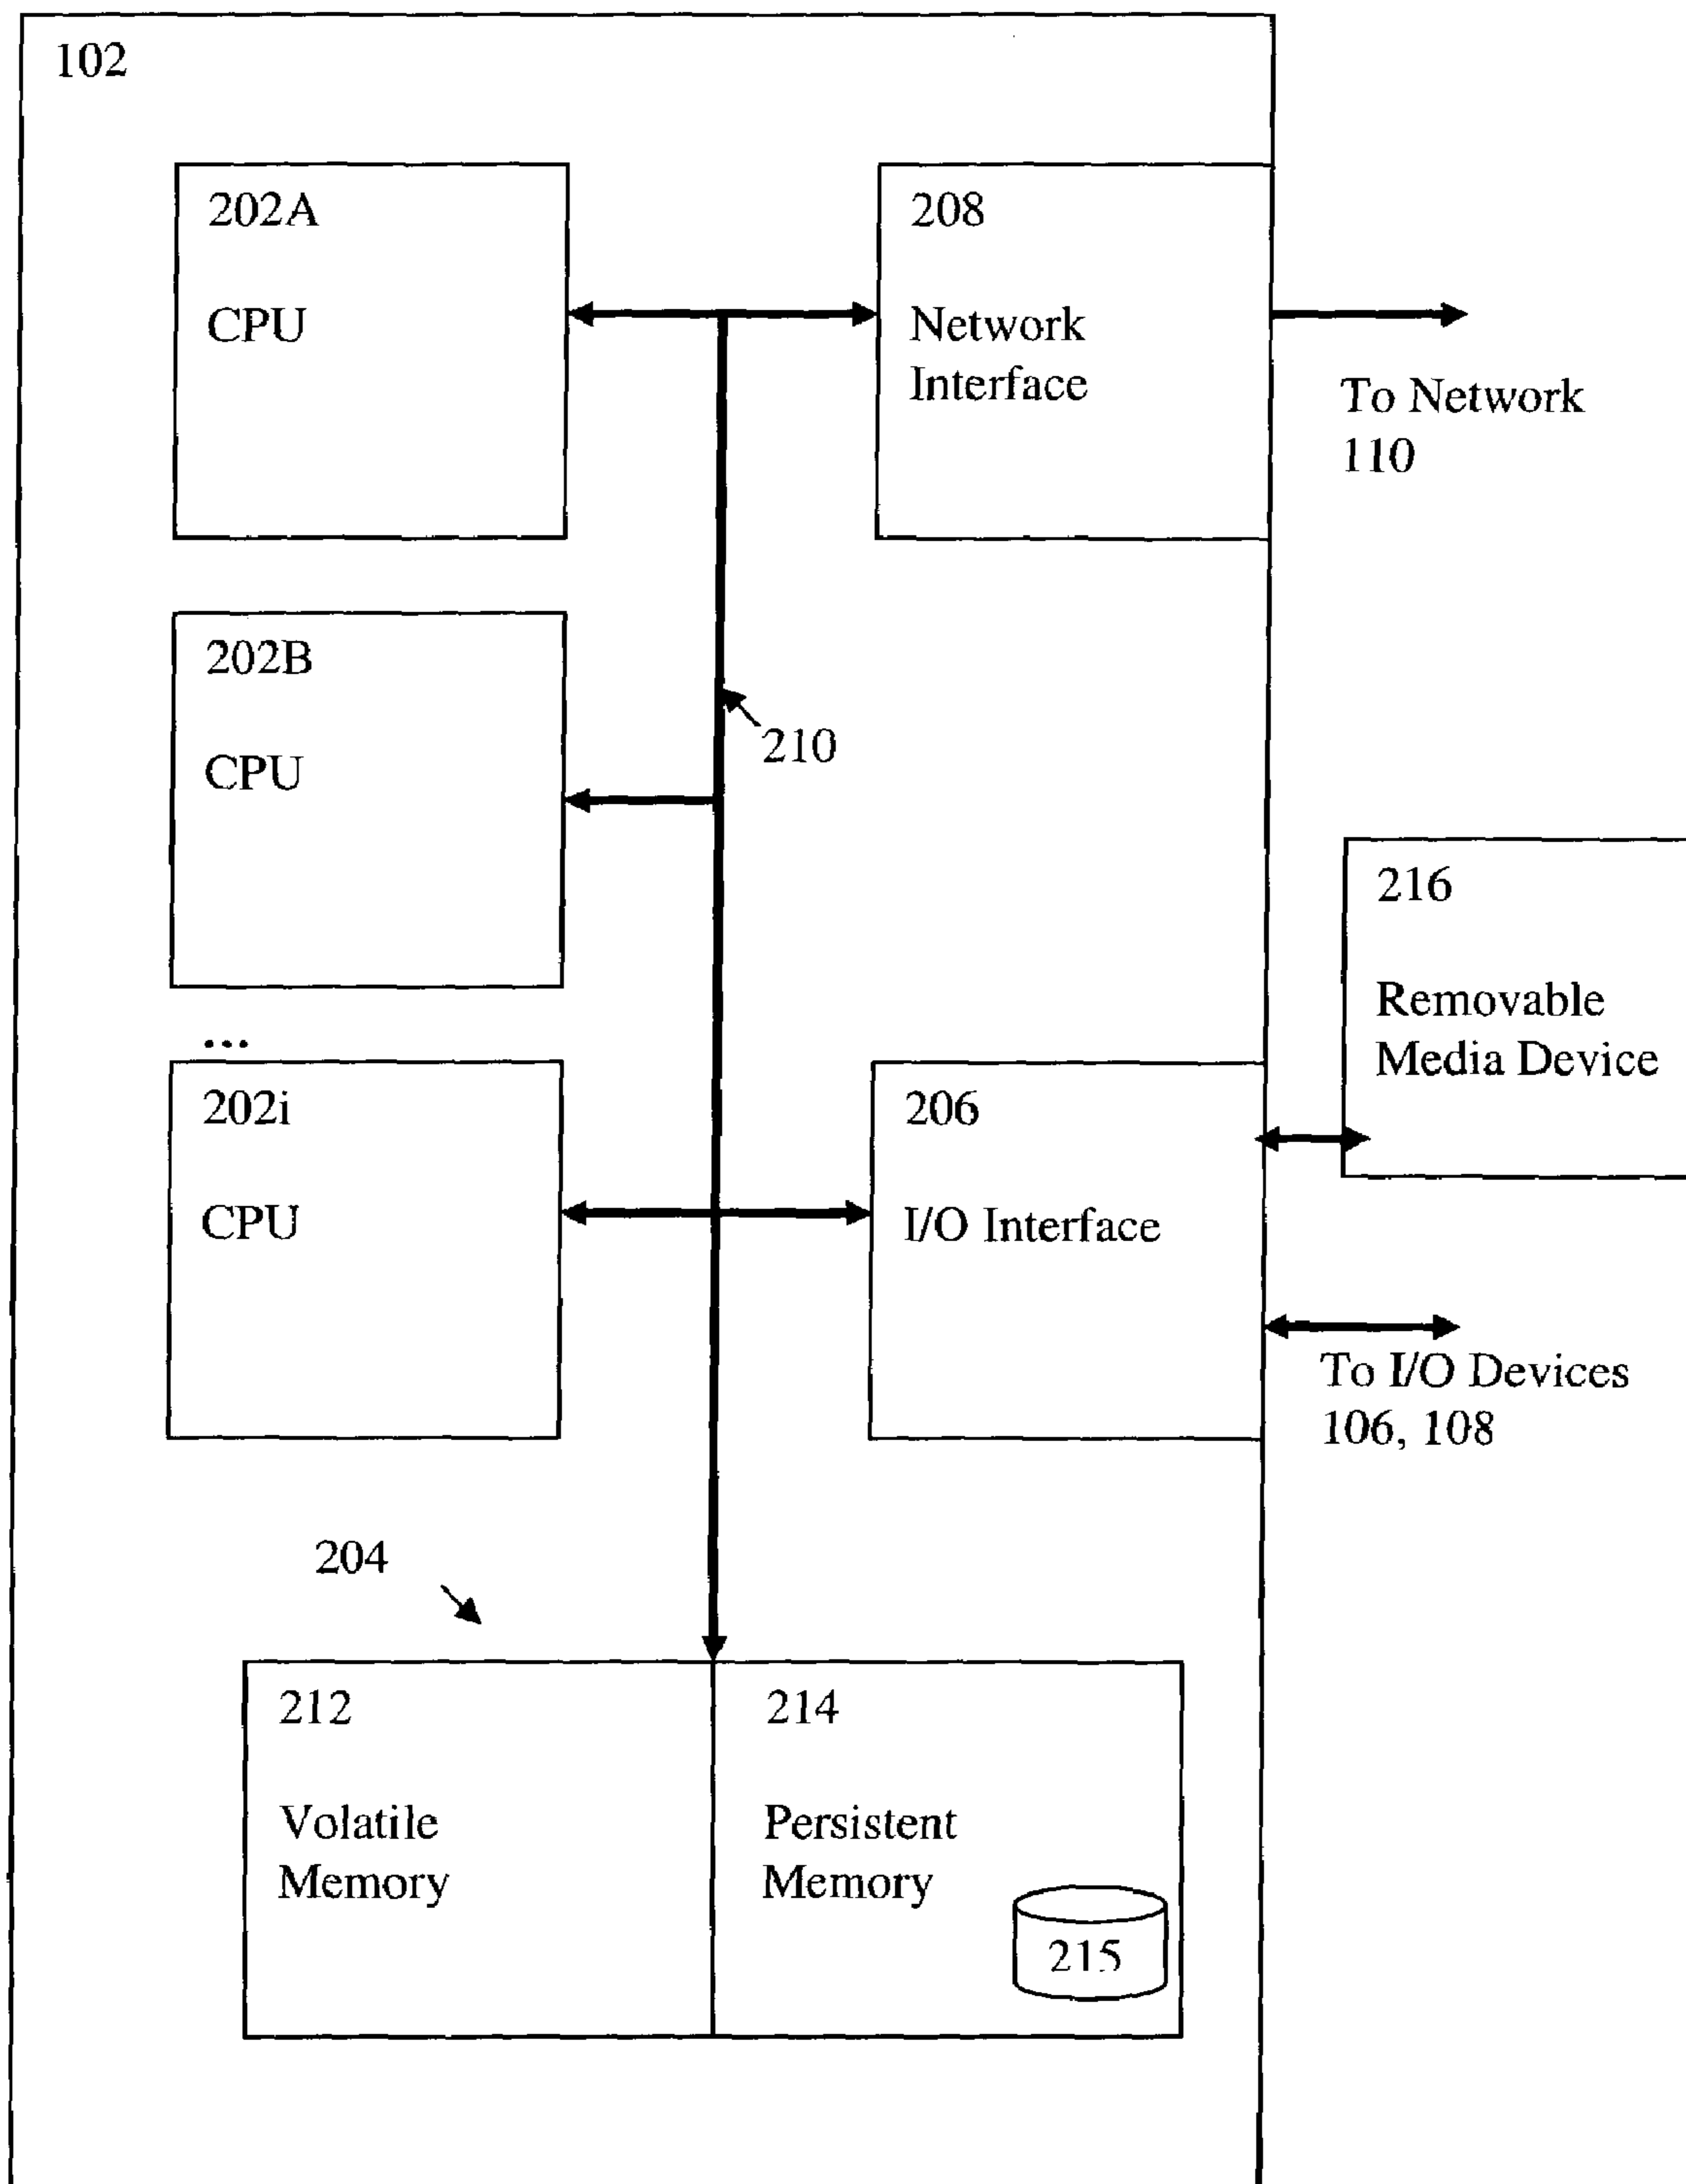 102
202A
CPU
208
Network
Interface
To Network
110
202B
CPU
210
216
Removable
Media Device
...
202i
CPU
206
I/O Interface
To I/O Devices
106, 108
204
212
Volatile
Memory
214
Persistent
Memory
215